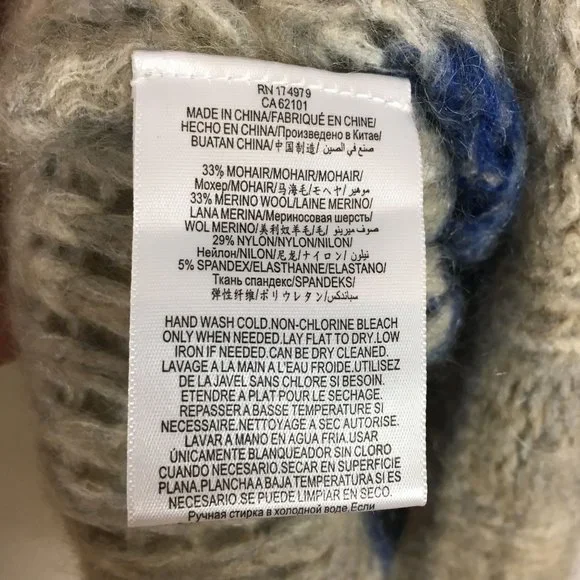 RN 174979
CA 62101
MADE IN CHINA/FABRIQUÉ EN CHINE/
HECHO EN CHINA/Произведено в Китае/
BUATAN CHINA/中国制造/صنع في الصين
33% MOHAIR/MOHAIR/MOHAIR/
Мохер/MOHAIR/马海毛/モヘヤ/موهير
33% MERINO WOOL/LAINE MERINO/
LANA MERINA/Мериносовая шерсть/
WOL MERINO/美利奴羊毛/毛/صوف ميرينو
29% NYLON/NYLON/NILON/
Нейлон/NILON/尼龙/ナイロン/نيلون
5% SPANDEX/ELASTHANNE/ELASTANO/
Ткань спандекс/SPANDEKS/
弹性纤维/ポリウレタン/سباندكس
HAND WASH COLD.NON-CHLORINE BLEACH
ONLY WHEN NEEDED.LAY FLAT TO DRY.LOW
IRON IF NEEDED.CAN BE DRY CLEANED.
LAVAGE A LA MAIN A L'EAU FROIDE.UTILISEZ
DE LA JAVEL SANS CHLORE SI BESOIN.
ETENDRE A PLAT POUR LE SECHAGE.
REPASSER A BASSE TEMPERATURE SI
NECESSAIRE.NETTOYAGE A SEC AUTORISE.
LAVAR A MANO EN AGUA FRIA.USAR
ÚNICAMENTE BLANQUEADOR SIN CLORO
CUANDO NECESARIO.SECAR EN SUPERFICIE
PLANA.PLANCHA A BAJA TEMPERATURA SI ES
NECESARIO.SE PUEDE LIMPIAR EN SECO.
Ручная стирка в холодной воде.Если